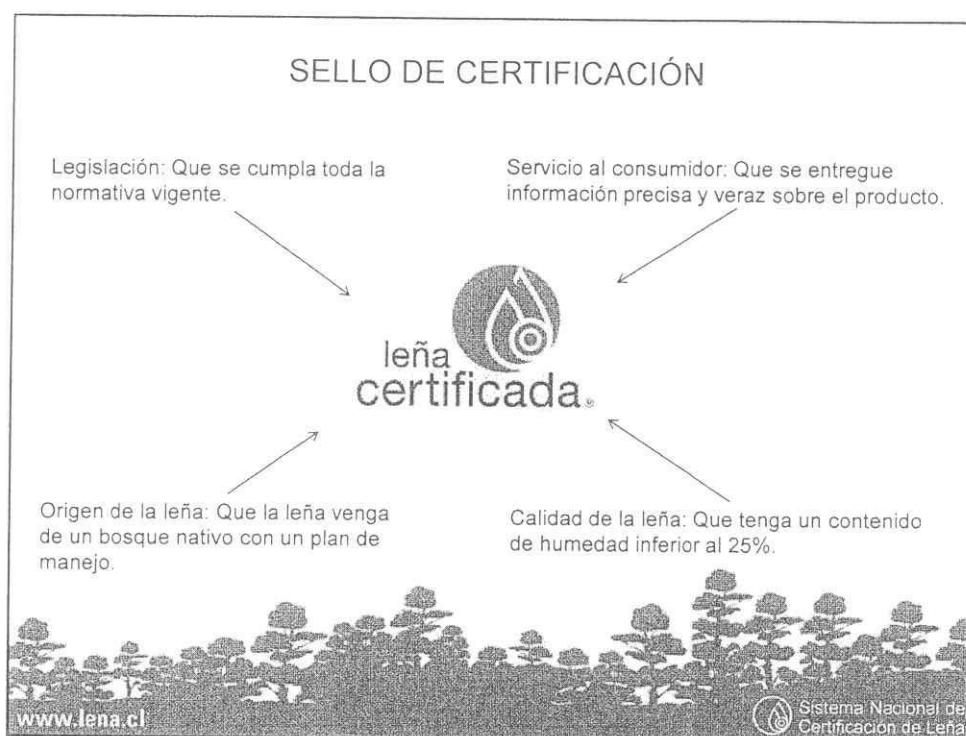 SELLO DE CERTIFICACIÓN
Legislación: Que se cumpla toda la
normativa vigente.
Servicio al consumidor: Que se entregue
información precisa y veraz sobre el producto.
leña
certificada®
Origen de la leña: Que la leña venga
de un bosque nativo con un plan de
manejo.
Calidad de la leña: Que tenga un contenido
de humedad inferior al 25%.
www.lena.cl
Sistema Nacional de
Certificación de Leña